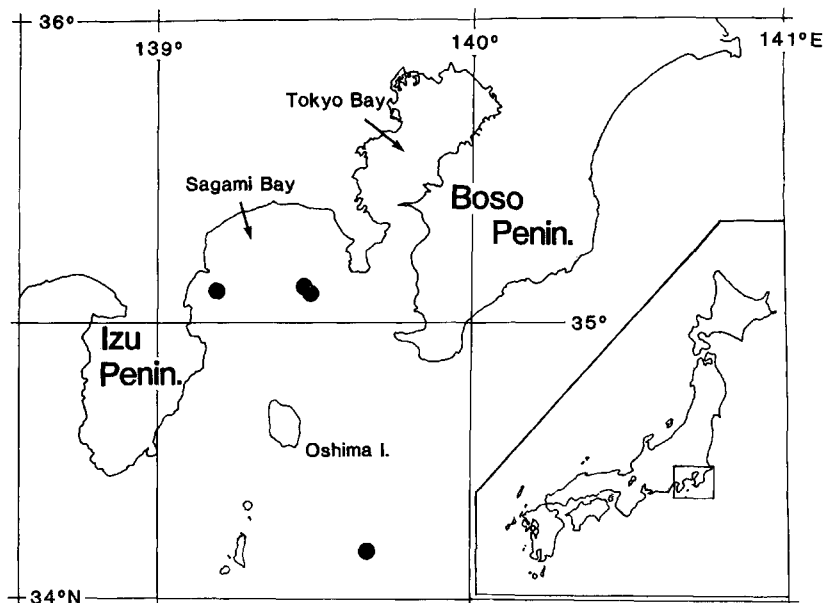 36°
139°
140°
141°E
Tokyo Bay
Sagami Bay
Boso
Penin.
35°
Izu
Penin.
Oshima I.
34°N